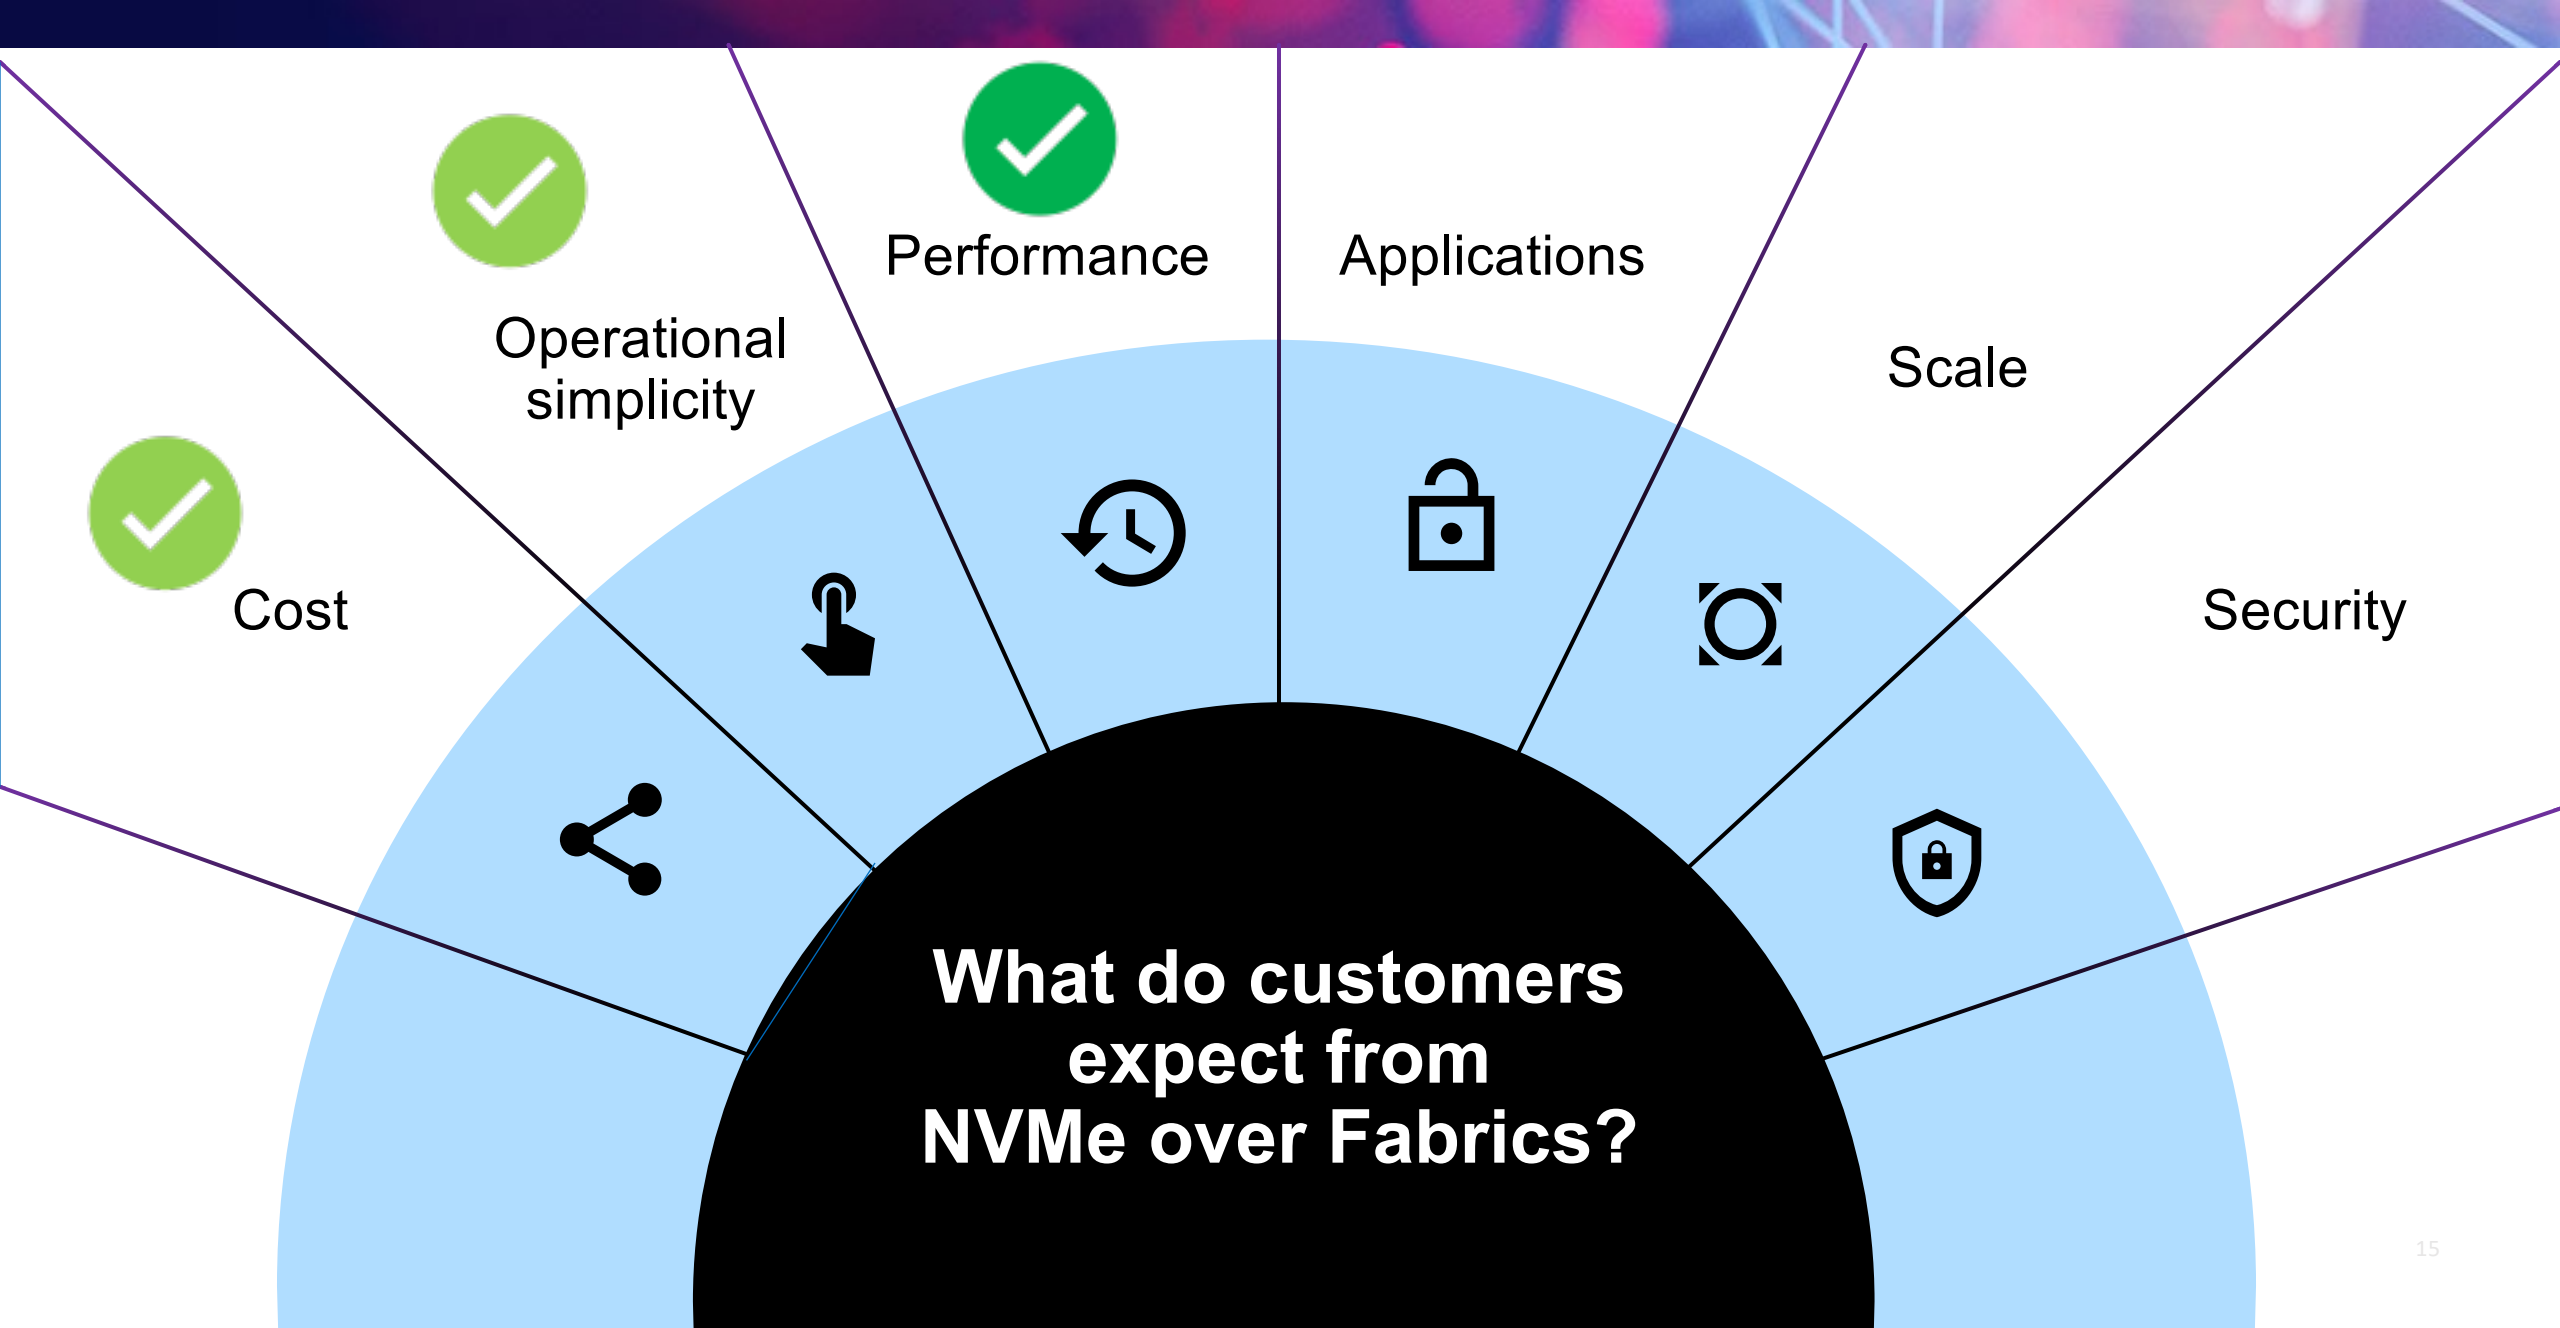 Performance
Applications
Operational
simplicity
Scale
Cost
Security
What do customers
expect from
NVMe over Fabrics?
15